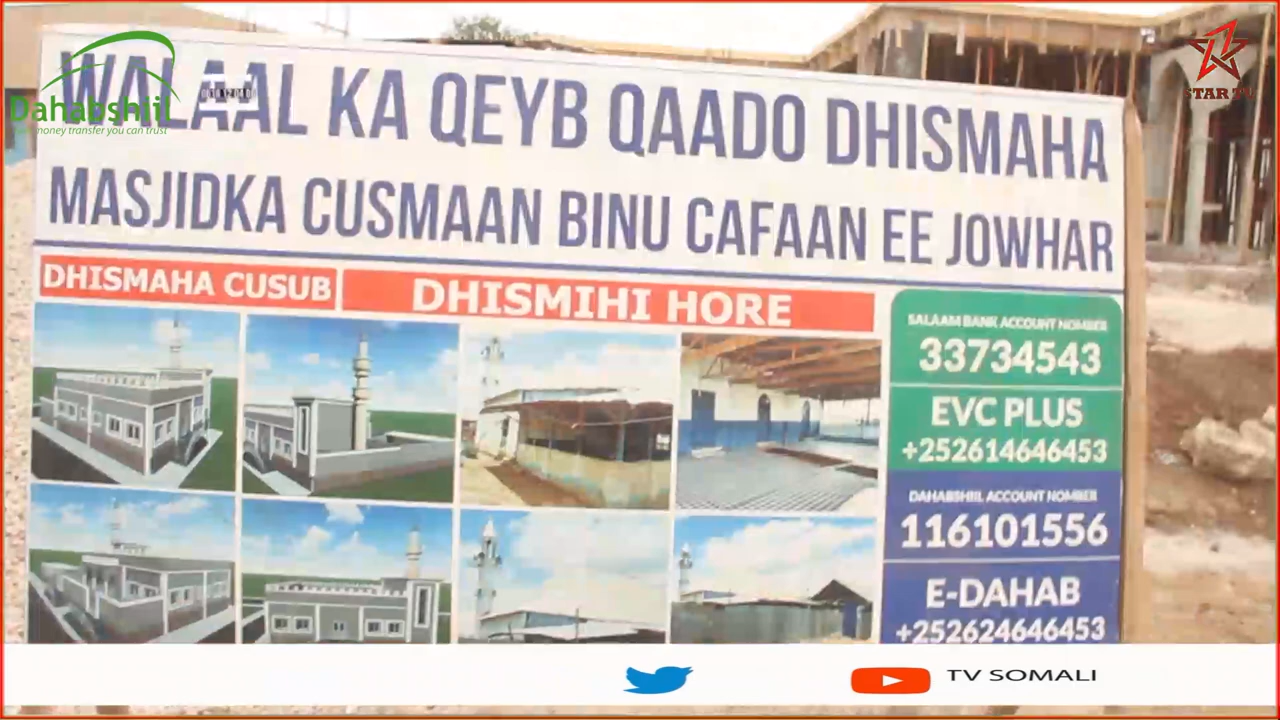 WALAAL KA QEYB QAADO DHISMAHA
MASJIDKA CUSMAAN BINU CAFAAN EE JOWHAR
DHISMAHA CUSUB
DHISMIHI HORE
SALAAM BANK ACCOUNT NOMBER
33734543
EVC PLUS
+252614646453
DAHABSHIIL ACCOUNT NOMBER
116101556
E-DAHAB
+252624646453
Dahabshiil
money transfer you can trust
STAR TV
TV SOMALI